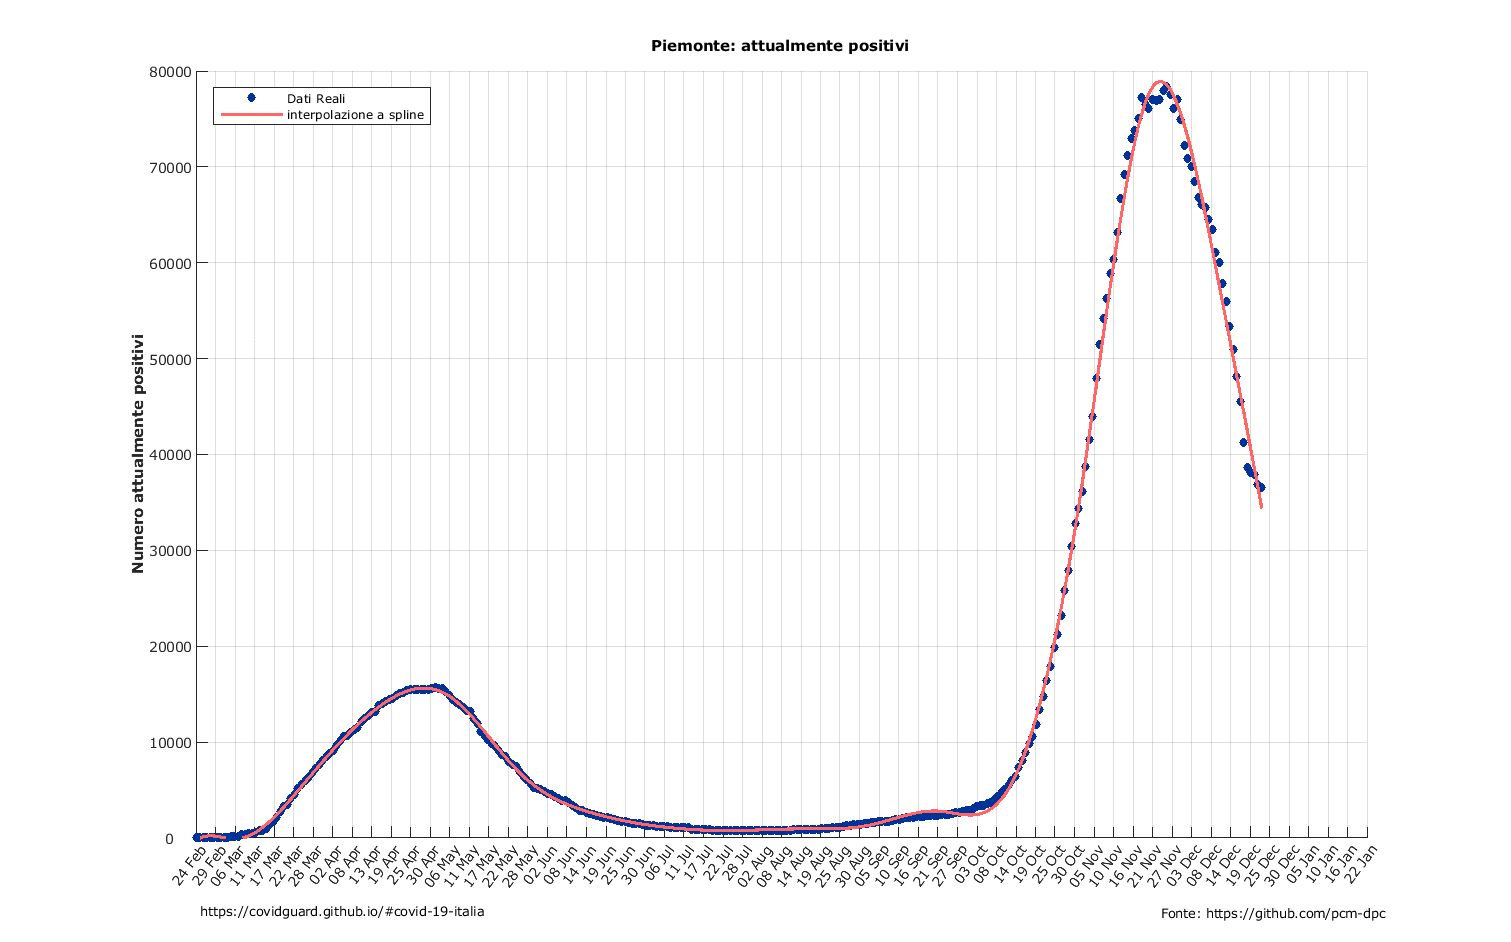 Piemonte: attualmente positivi
Dati Reali
interpolazione a spline
Numero attualmente positivi
80000
70000
60000
50000
40000
30000
20000
10000
0
24 Feb
29 Feb
06 Mar
11 Mar
17 Mar
22 Mar
28 Mar
02 Apr
08 Apr
13 Apr
19 Apr
25 Apr
30 Apr
06 May
11 May
17 May
22 May
28 May
02 Jun
08 Jun
14 Jun
19 Jun
25 Jun
30 Jun
06 Jul
11 Jul
17 Jul
22 Jul
28 Jul
02 Aug
08 Aug
14 Aug
19 Aug
25 Aug
30 Aug
05 Sep
10 Sep
16 Sep
21 Sep
27 Sep
03 Oct
08 Oct
14 Oct
19 Oct
25 Oct
30 Oct
05 Nov
10 Nov
16 Nov
21 Nov
27 Nov
03 Dec
08 Dec
14 Dec
19 Dec
25 Dec
30 Dec
05 Jan
10 Jan
16 Jan
22 Jan
https://covidguard.github.io/#covid-19-italia
Fonte: https://github.com/pcm-dpc